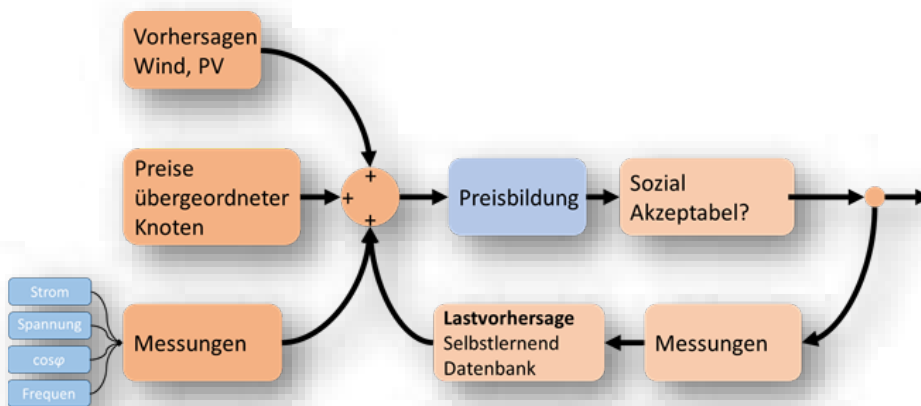 Vorhersagen
Wind, PV
Preise
übergeordneter
Knoten
+
+
+
Preisbildung
Sozial
Akzeptabel?
Strom
Spannung
cosφ
Frequen
Messungen
Lastvorhersage
Selbstlernend
Datenbank
Messungen